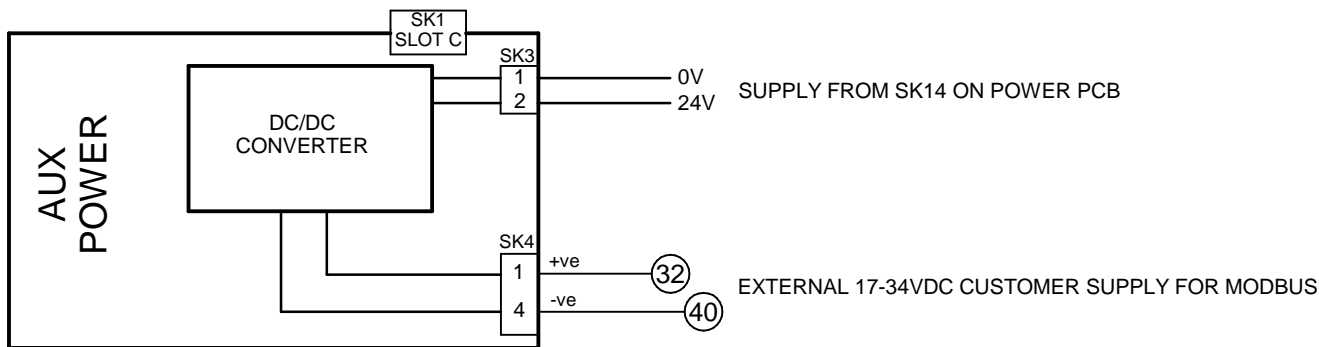 SK1
SLOT C
SK3
1
0V
2
24V
SUPPLY FROM SK14 ON POWER PCB
DC/DC
CONVERTER
AUX
POWER
SK4
1
+ve
32
4
-ve
40
EXTERNAL 17-34VDC CUSTOMER SUPPLY FOR MODBUS